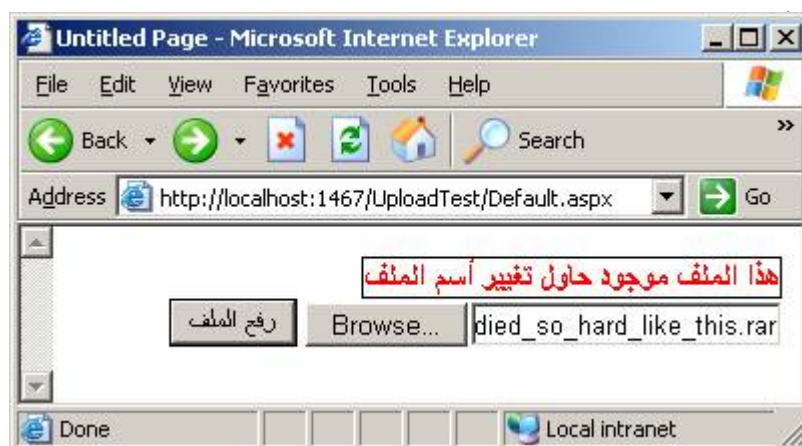 Untitled Page - Microsoft Internet Explorer
File Edit View Favorites Tools Help
Back Search »
Address http://localhost:1467/UploadTest/Default.aspx Go
هذا الملف موجود حاول تغيير أسم الملف
died_so_hard_like_this.rar Browse... رفع الملف
Done Local intranet